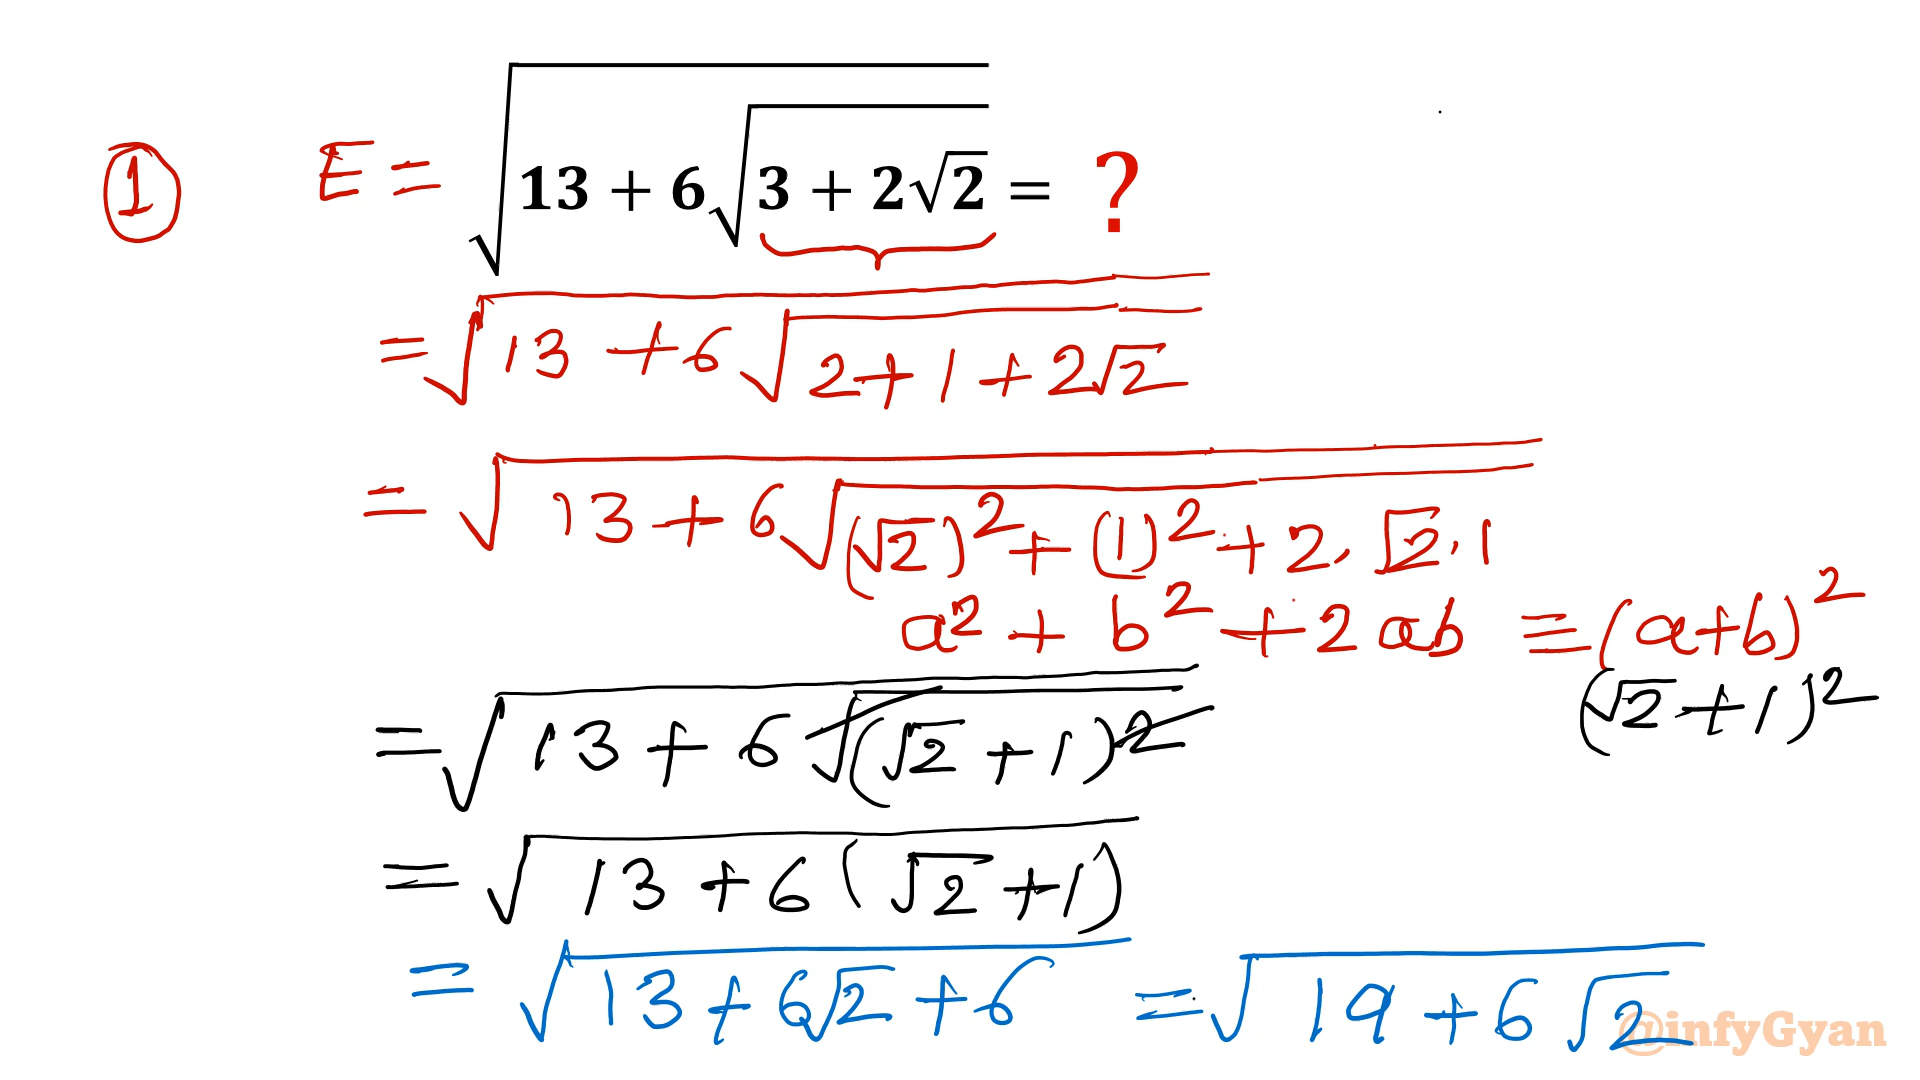 ① E = √(13 + 6√(3 + 2√2)) = ?
= √(13 + 6√(2 + 1 + 2√2))
= √(13 + 6√((√2)² + (1)² + 2.√2.1))
a² + b² + 2ab ≡ (a+b)²
(√2 + 1)²
= √(13 + 6√((√2 + 1)²))
= √(13 + 6(√2 + 1))
= √(13 + 6√2 + 6) = √(19 + 6√2)
@infyGyan